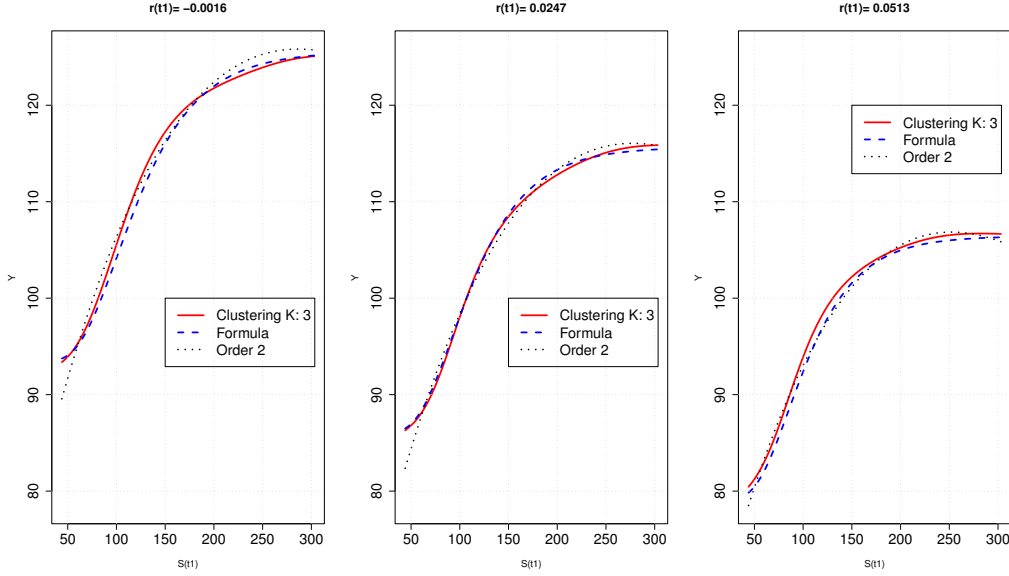 r(t1)= −0.0016
Y
80
90
100
110
120
50 100 150 200 250 300
S(t1)
Clustering K: 3
Formula
Order 2
r(t1)= 0.0247
Y
80
90
100
110
120
50 100 150 200 250 300
S(t1)
Clustering K: 3
Formula
Order 2
r(t1)= 0.0513
Y
80
90
100
110
120
50 100 150 200 250 300
S(t1)
Clustering K: 3
Formula
Order 2